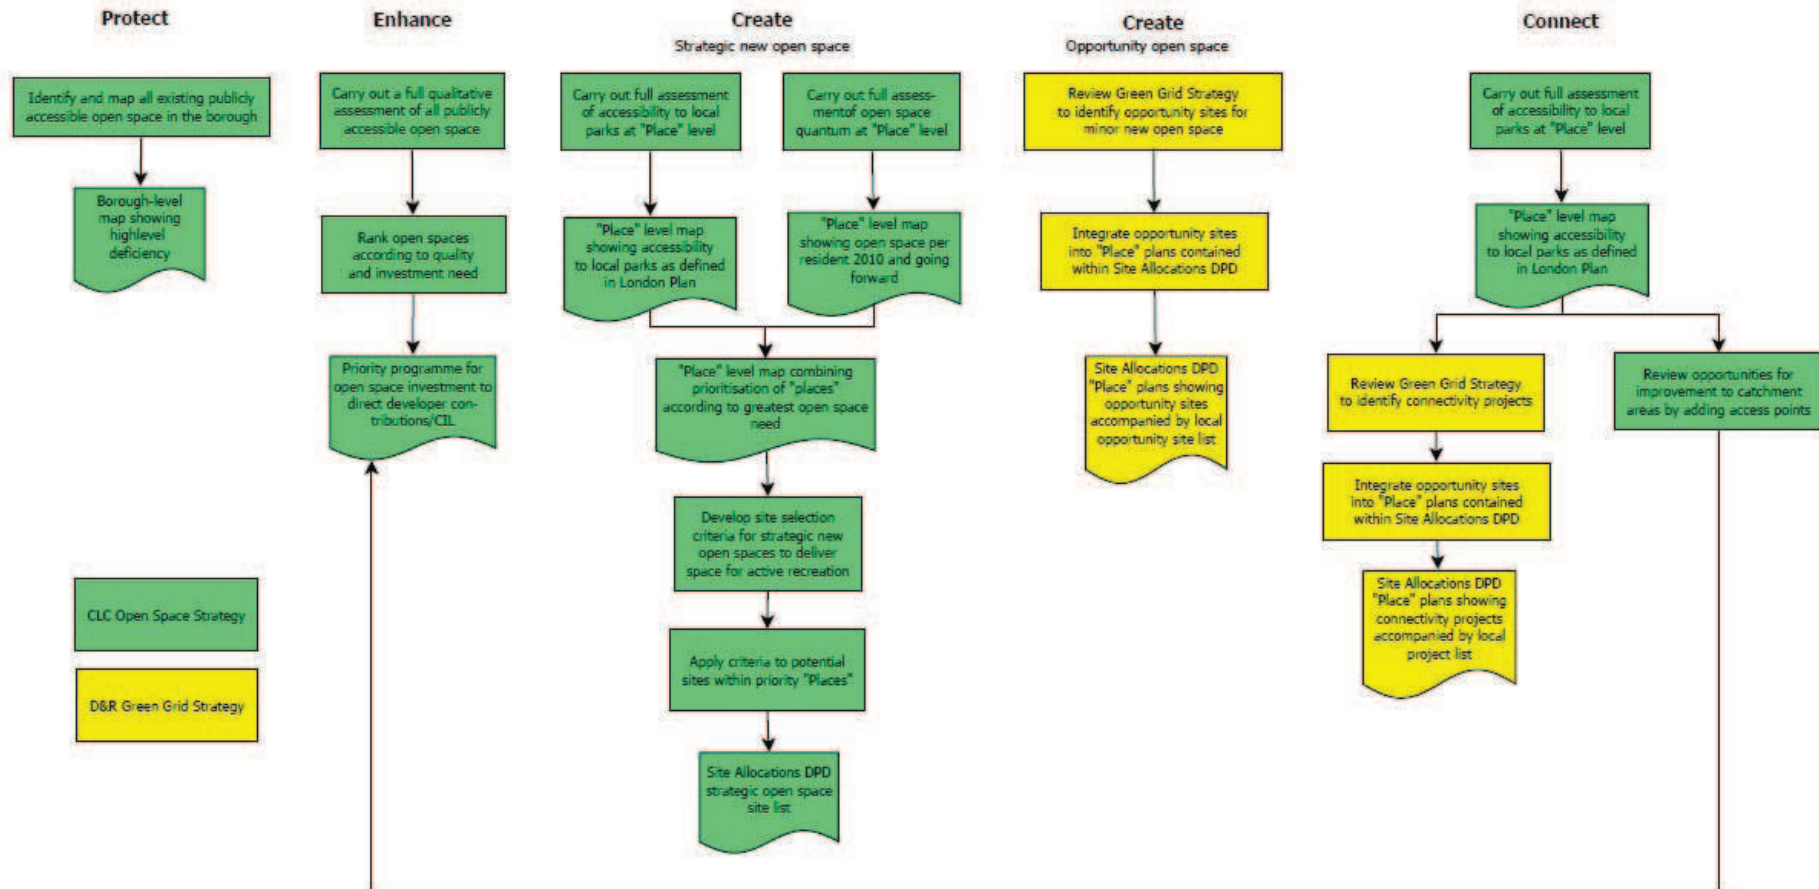 Protect
Identify and map all existing publicly
accessible open space in the borough
Borough-level
map showing
highlevel
deficiency
Enhance
Carry out a full qualitative
assessment of all publicly
accessible open space
Rank open spaces
according to quality
and investment need
Priority programme for
open space investment to
direct developer con-
tributions/CIL
Create
Strategic new open space
Carry out full assessment
of accessibility to local
parks at "Place" level
Carry out full assess-
mentof open space
quantum at "Place" level
"Place" level map
showing accessibility
to local parks as defined
in London Plan
"Place" level map
showing open space per
resident 2010 and going
forward
"Place" level map combining
prioritisation of "places"
according to greatest open space
need
Develop site selection
criteria for strategic new
open spaces to deliver
space for active recreation
Apply criteria to potential
sites within priority "Places"
Site Allocations DPD
strategic open space
site list
Create
Opportunity open space
Review Green Grid Strategy
to identify opportunity sites for
minor new open space
Integrate opportunity sites
into "Place" plans contained
within Site Allocations DPD
Site Allocations DPD
"Place" plans showing
opportunity sites
accompanied by local
opportunity site list
Connect
Carry out full assessment
of accessibility to local
parks at "Place" level
"Place" level map
showing accessibility
to local parks as defined
in London Plan
Review Green Grid Strategy
to identify connectivity projects
Integrate opportunity sites
into "Place" plans contained
within Site Allocations DPD
Site Allocations DPD
"Place" plans showing
connectivity projects
accompanied by local
project list
Review opportunities for
improvement to catchment
areas by adding access points
CLC Open Space Strategy
D&R Green Grid Strategy